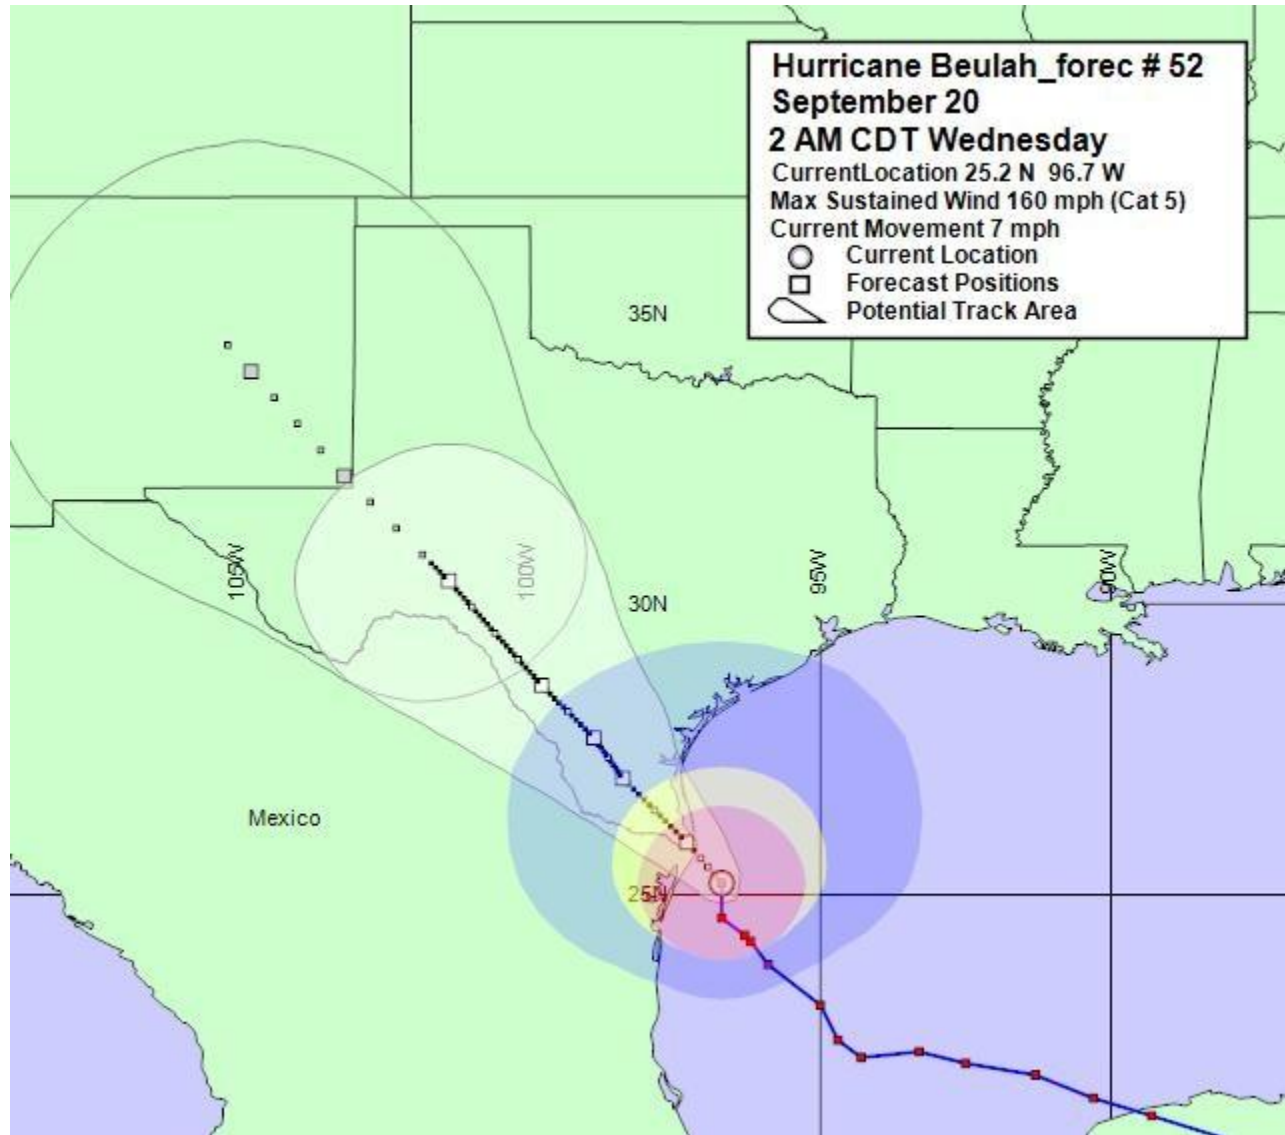 Hurricane Beulah_forec # 52
September 20
2 AM CDT Wednesday
CurrentLocation 25.2 N  96.7 W
Max Sustained Wind 160 mph (Cat 5)
Current Movement 7 mph
Current Location
Forecast Positions
Potential Track Area
35N
105W
100W
95W
90W
30N
Mexico
25N